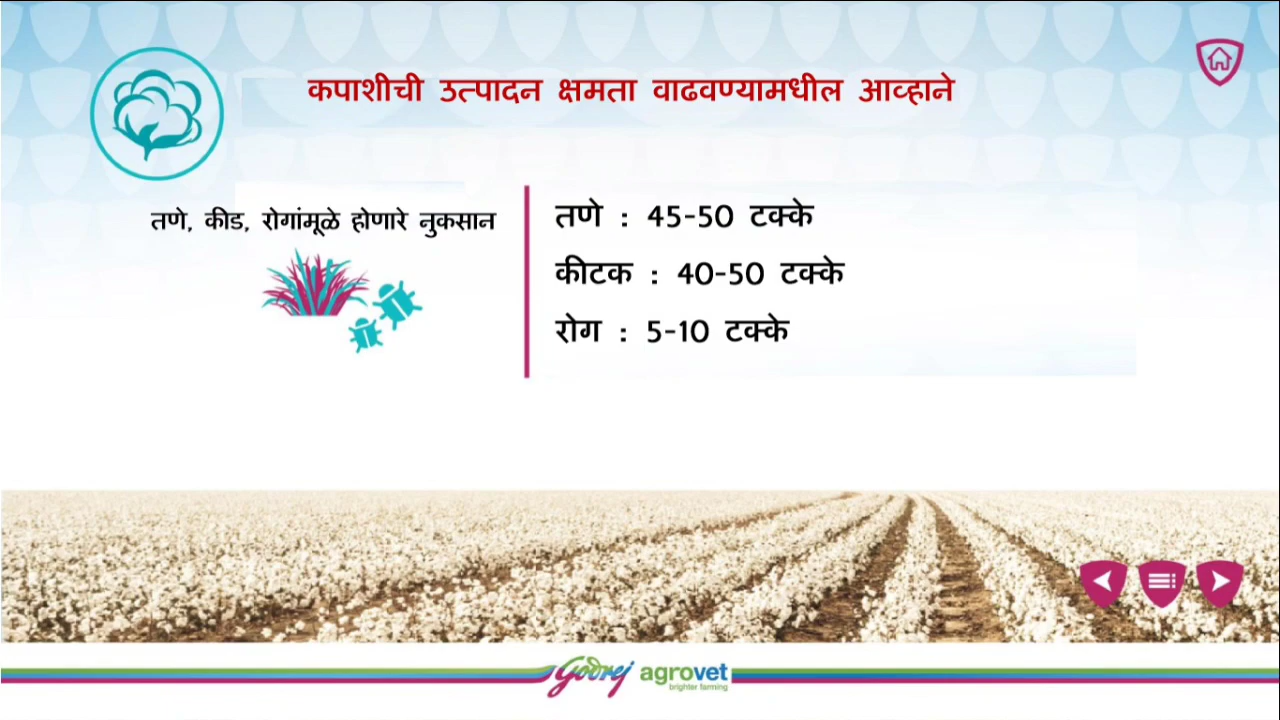 कपाशीची उत्पादन क्षमता वाढवण्यामधील आव्हाने
तणे, कीड, रोगांमूळे होणारे नुकसान
तणे : 45-50 टक्के
कीटक : 40-50 टक्के
रोग : 5-10 टक्के
Godrej agrovet
brighter farming